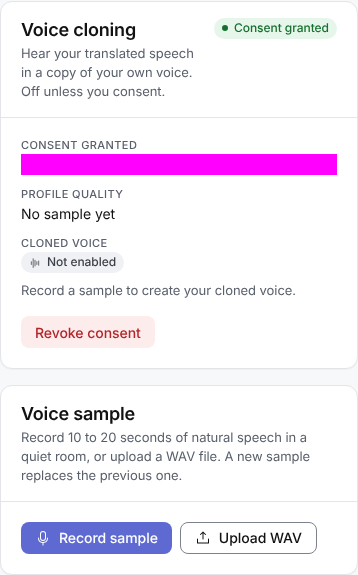 Voice cloning
Consent granted
Hear your translated speech
in a copy of your own voice.
Off unless you consent.
CONSENT GRANTED
PROFILE QUALITY
No sample yet
CLONED VOICE
Not enabled
Record a sample to create your cloned voice.
Revoke consent
Voice sample
Record 10 to 20 seconds of natural speech in a
quiet room, or upload a WAV file. A new sample
replaces the previous one.
Record sample
Upload WAV